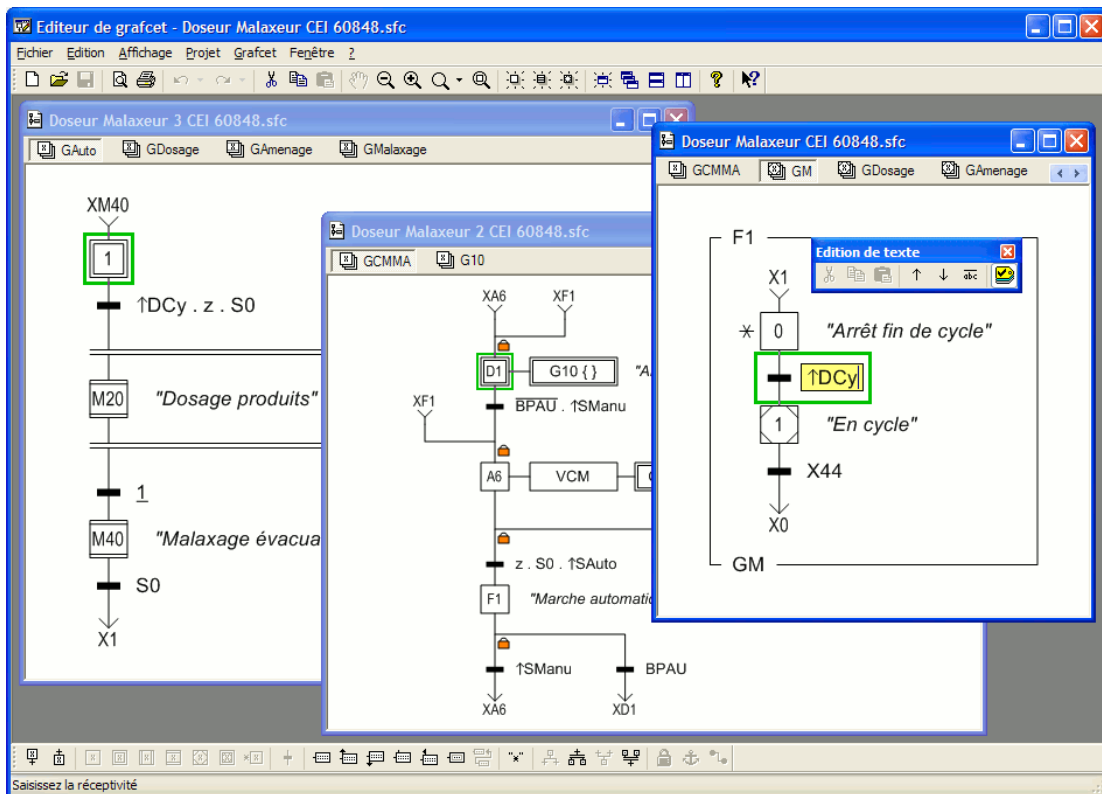 Editeur de grafcet - Doseur Malaxeur CEI 60848.sfc
Fichier Edition Affichage Projet Grafcet Fenêtre ?
Doseur Malaxeur 3 CEI 60848.sfc
GAuto GDosage GAmenage GMalaxage
XM40
1
↑DCy . z . S0
M20 "Dosage produits"
1
M40 "Malaxage évacua
S0
X1
Doseur Malaxeur 2 CEI 60848.sfc
GCMMA G10
XA6 XF1
D1 G10 { } "A
XF1
BPAU . ↑SManu
A6 VCM
z . S0 . ↑SAuto
F1 "Marche automati
↑SManu BPAU
XA6 XD1
Doseur Malaxeur CEI 60848.sfc
GCMMA GM GDosage GAmenage
F1
Edition de texte
abc
X1
* 0 "Arrêt fin de cycle"
↑DCy
1 "En cycle"
X44
X0
GM
Saisissez la réceptivité